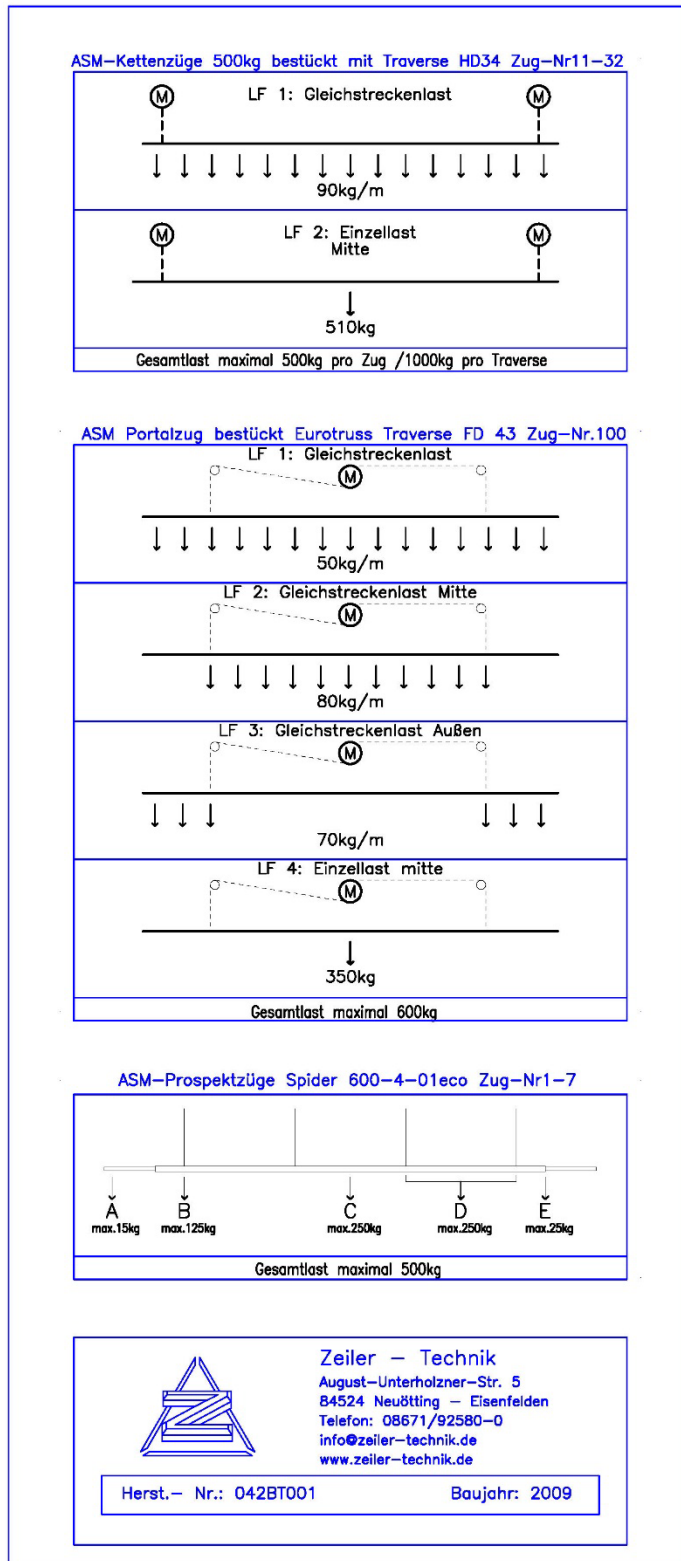 ASM-Kettenzüge 500kg bestückt mit Traverse HD34 Zug-Nr11-32
M
LF 1: Gleichstreckenlast
M
90kg/m
M
LF 2: Einzellast
Mitte
M
510kg
Gesamtlast maximal 500kg pro Zug /1000kg pro Traverse
ASM Portalzug bestückt Eurotruss Traverse FD 43 Zug-Nr.100
LF 1: Gleichstreckenlast
M
50kg/m
LF 2: Gleichstreckenlast Mitte
M
80kg/m
LF 3: Gleichstreckenlast Außen
M
70kg/m
LF 4: Einzellast mitte
M
350kg
Gesamtlast maximal 600kg
ASM-Prospektzüge Spider 600-4-01eco Zug-Nr1-7
A B C D E
max.15kg max.125kg max.250kg max.250kg max.25kg
Gesamtlast maximal 500kg
Zeiler - Technik
August-Unterholzner-Str. 5
84524 Neuötting - Eisenfelden
Telefon: 08671/92580-0
info@zeiler-technik.de
www.zeiler-technik.de
Herst.- Nr.: 042BT001 Baujahr: 2009